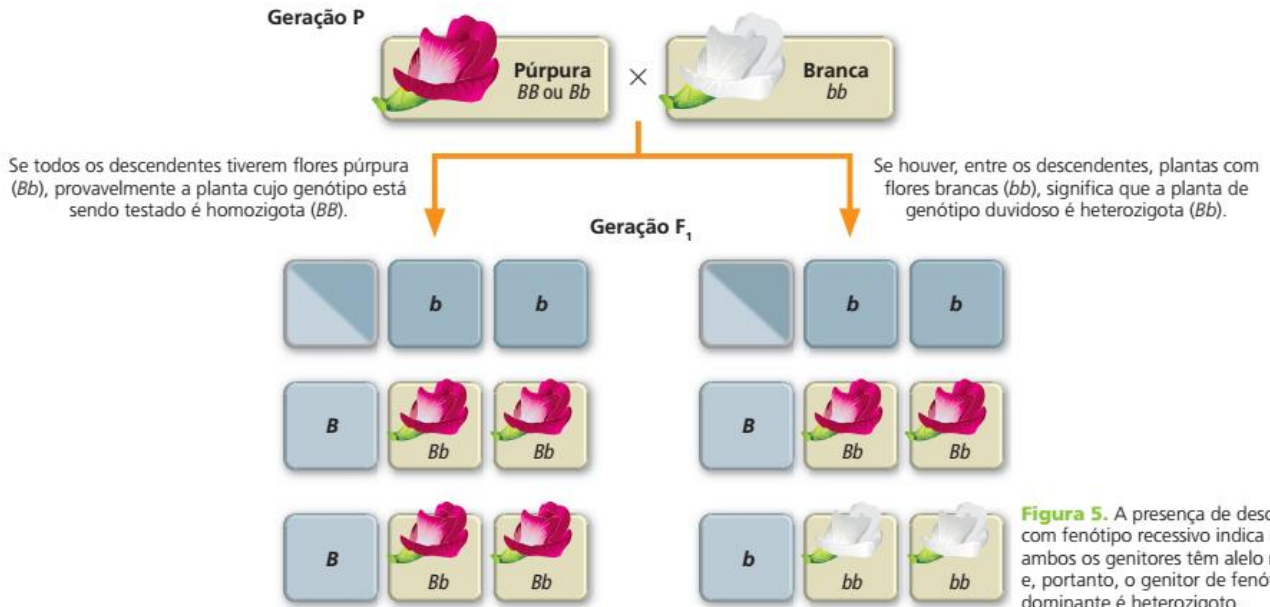 Geração P
Púrpura
BB ou Bb
×
Branca
bb
Se todos os descendentes tiverem flores púrpura
(Bb), provavelmente a planta cujo genótipo está
sendo testado é homozigota (BB).
Se houver, entre os descendentes, plantas com
flores brancas (bb), significa que a planta de
genótipo duvidoso é heterozigota (Bb).
Geração F₁
b b
B Bb Bb
B Bb Bb
b b
B Bb Bb
b bb bb
Figura 5. A presença de
com fenótipo recessivo indica
ambos os genitores têm alelo
e, portanto, o genitor de
dominante é heterozigoto.